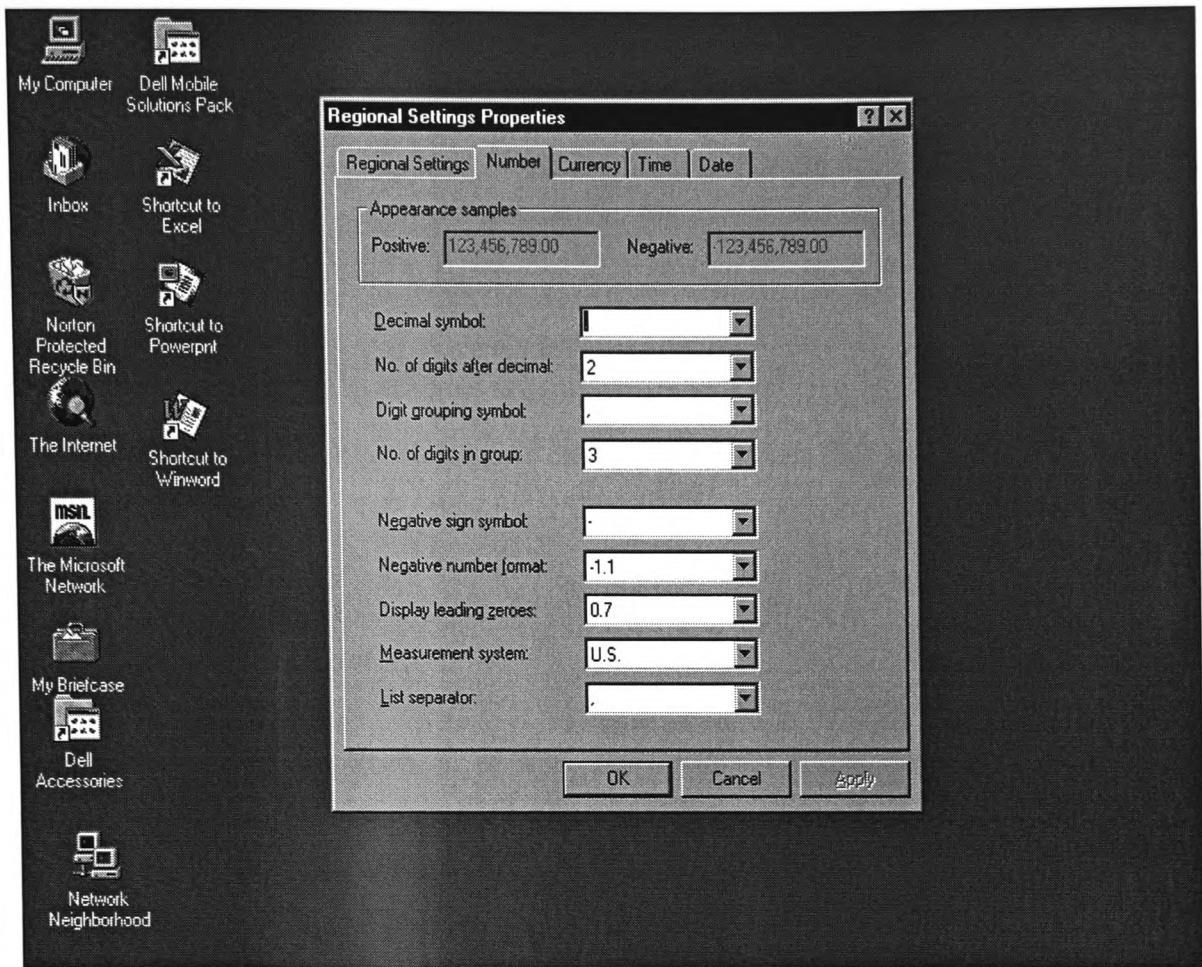 My Computer
Dell Mobile
Solutions Pack
Inbox
Shortcut to
Excel
Norton
Protected
Recycle Bin
Shortcut to
Powerpnt
The Internet
Shortcut to
Winword
msn.
The Microsoft
Network
My Briefcase
Dell
Accessories
Network
Neighborhood
Regional Settings Properties
Regional Settings Number Currency Time Date
Appearance samples
Positive: 123,456,789.00 Negative: -123,456,789.00
Decimal symbol:
No. of digits after decimal: 2
Digit grouping symbol: ,
No. of digits in group: 3
Negative sign symbol: -
Negative number format: -1.1
Display leading zeroes: 0.7
Measurement system: U.S.
List separator: ,
OK Cancel Apply